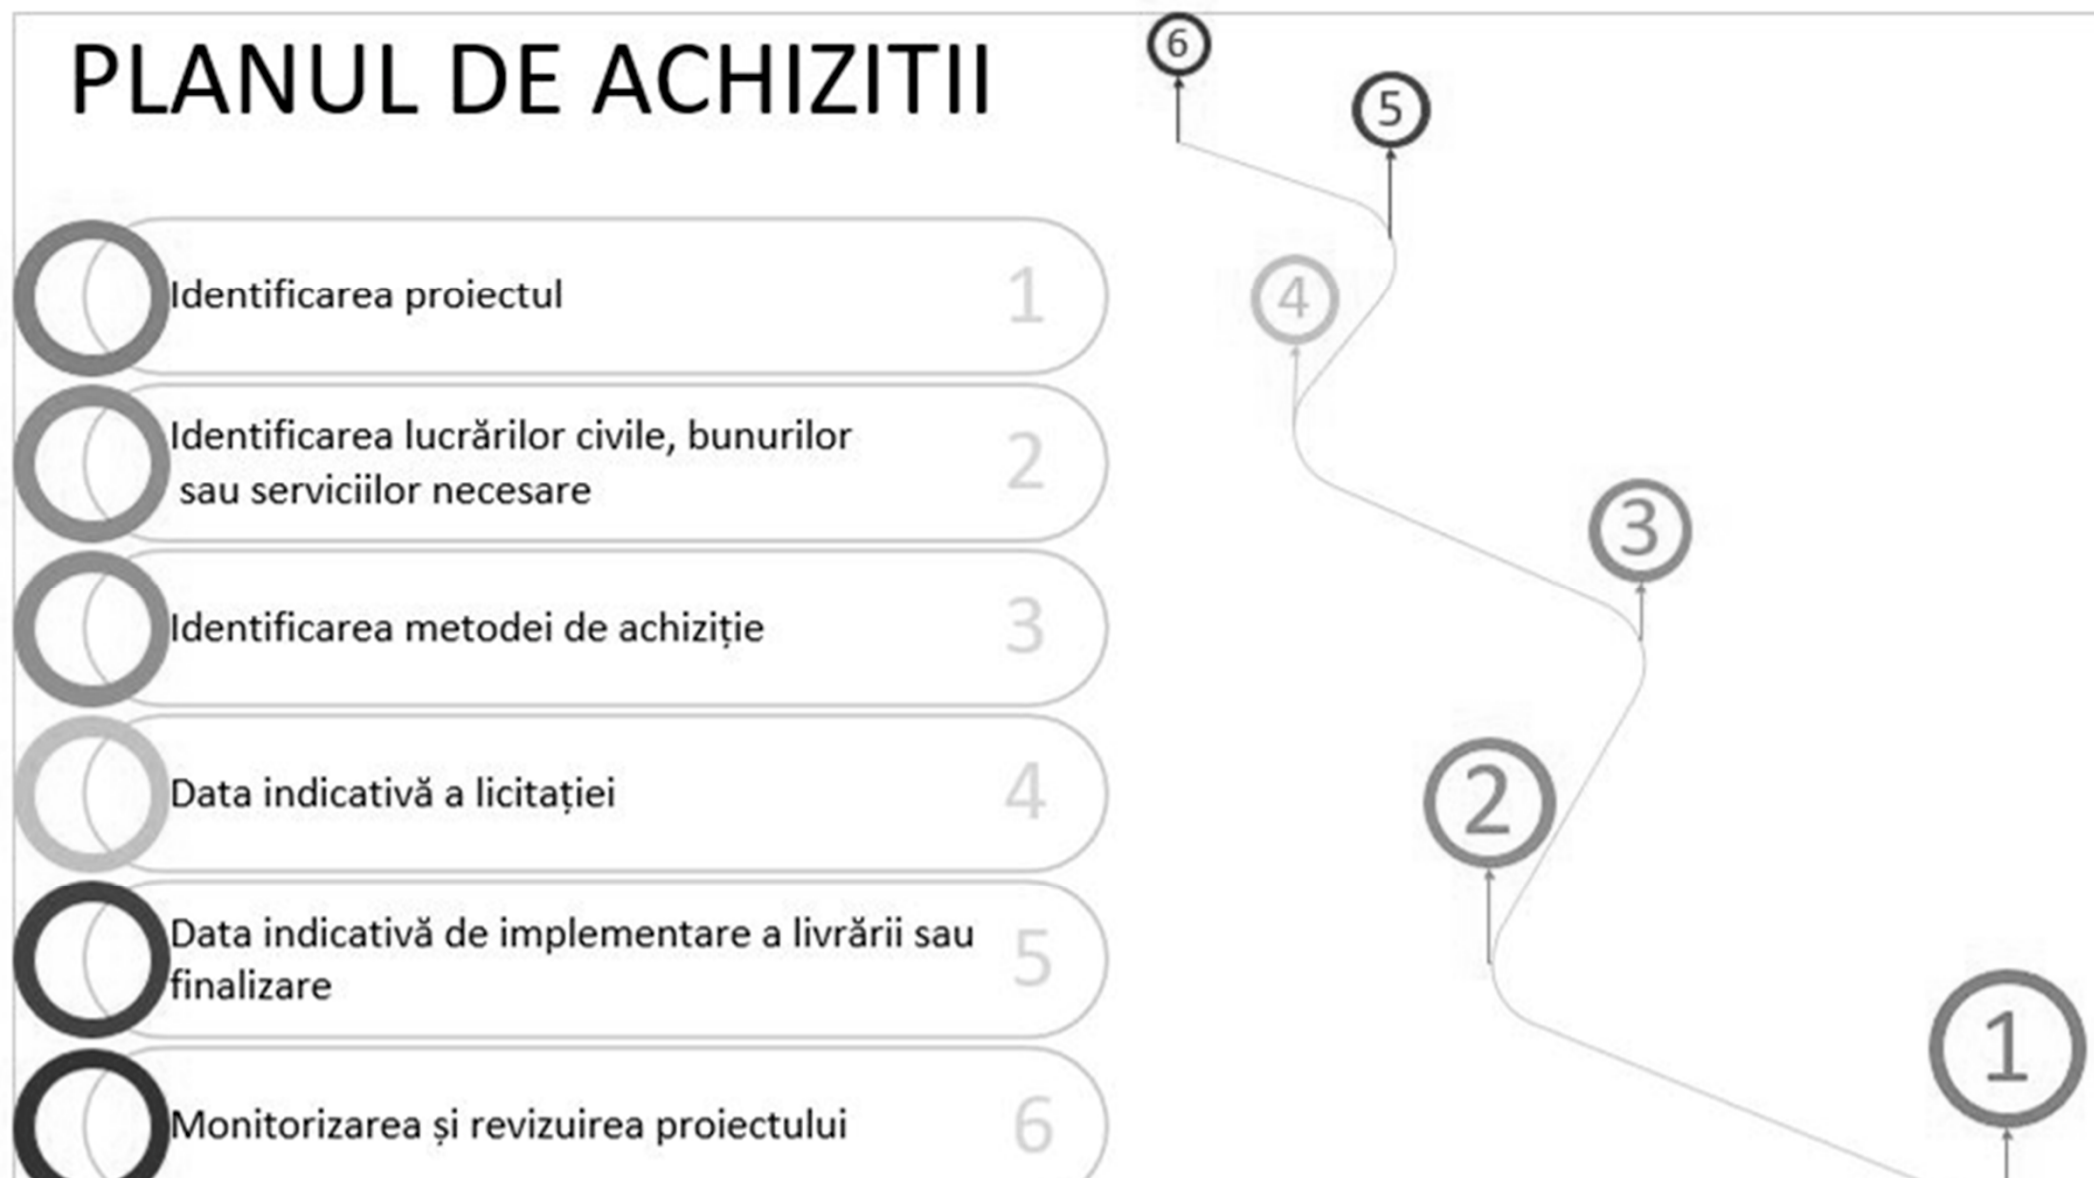 PLANUL DE ACHIZITII
Identificarea proiectul
1
Identificarea lucrărilor civile, bunurilor
sau serviciilor necesare
2
Identificarea metodei de achiziție
3
Data indicativă a licitației
4
Data indicativă de implementare a livrării sau
finalizare
5
Monitorizarea și revizuirea proiectului
6
6
5
4
3
2
1